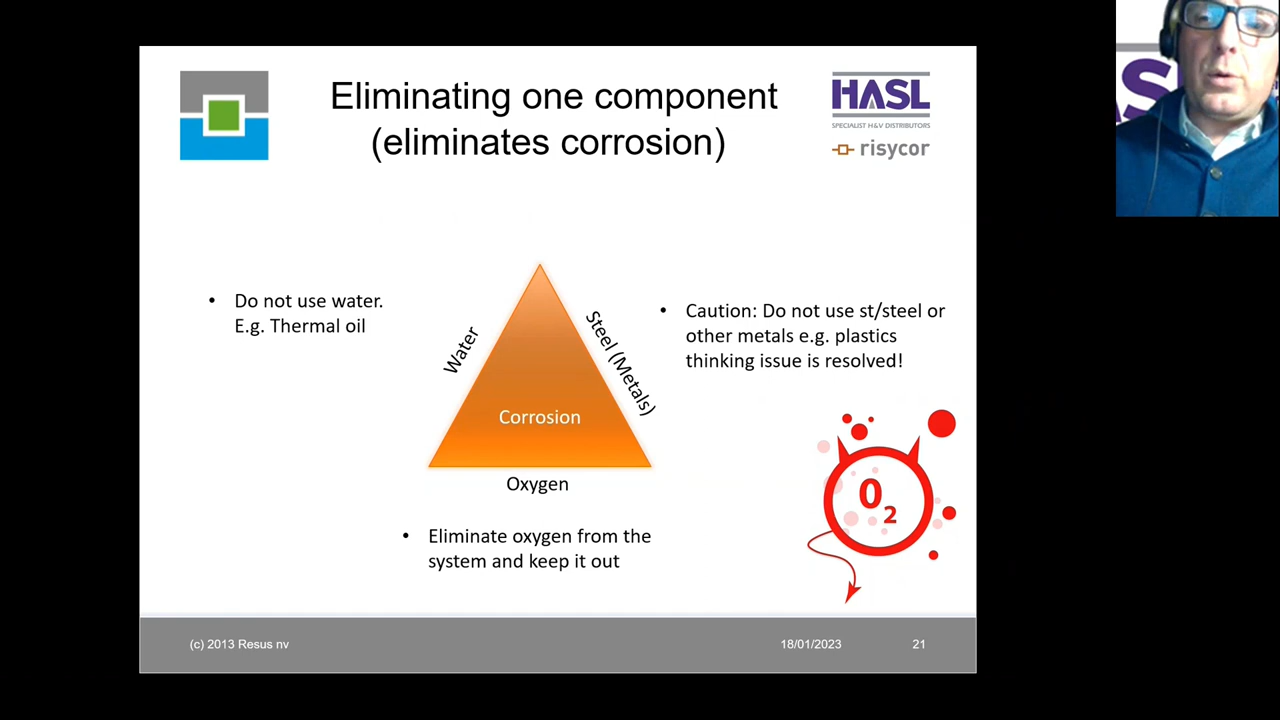 Eliminating one component
(eliminates corrosion)
HASL
SPECIALIST H&V DISTRIBUTORS
risycor
• Do not use water.
E.g. Thermal oil
• Caution: Do not use st/steel or
other metals e.g. plastics
thinking issue is resolved!
Water
Steel (Metals)
Corrosion
Oxygen
• Eliminate oxygen from the
system and keep it out
O2
(c) 2013 Resus nv
18/01/2023
21